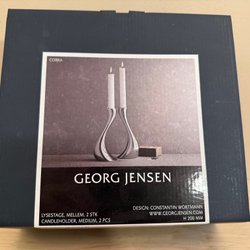 COBRA
GEORG JENSEN
LYSESTAGE, MELLEM, 2 STK
CANDLEHOLDER, MEDIUM, 2 PCS
DESIGN: CONSTANTIN WORTMANN
WWW.GEORGJENSEN.COM
H 200 MM